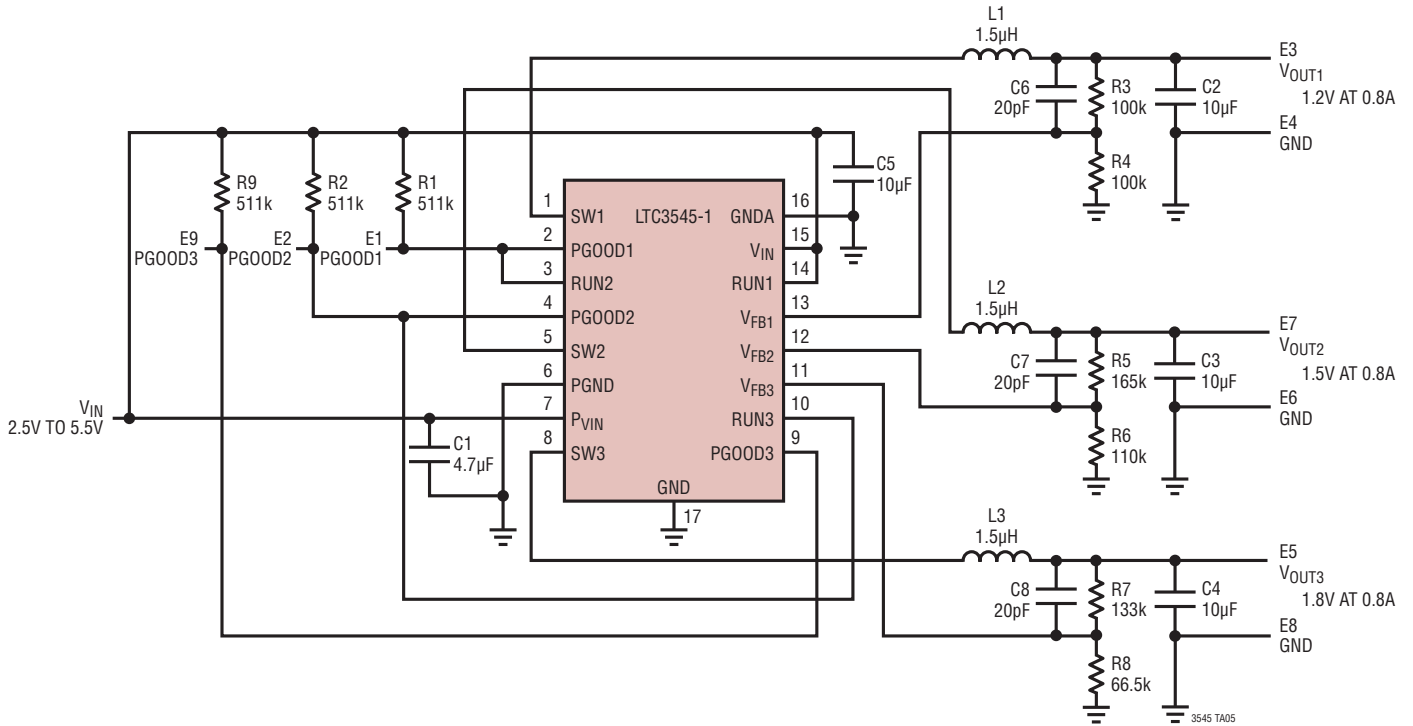 L1
1.5µH
C6
20pF
R3
100k
C2
10µF
E3
VOUT1
1.2V AT 0.8A
E4
GND
R4
100k
R9
511k
R2
511k
R1
511k
C5
10µF
E9
PGOOD3
E2
PGOOD2
E1
PGOOD1
LTC3545-1
1
SW1
2
PGOOD1
3
RUN2
4
PGOOD2
5
SW2
6
PGND
7
PVIN
8
SW3
16
GNDA
15
VIN
14
RUN1
13
VFB1
12
VFB2
11
VFB3
10
RUN3
9
PGOOD3
GND
17
VIN
2.5V TO 5.5V
C1
4.7µF
L2
1.5µH
C7
20pF
R5
165k
C3
10µF
E7
VOUT2
1.5V AT 0.8A
E6
GND
R6
110k
L3
1.5µH
C8
20pF
R7
133k
C4
10µF
E5
VOUT3
1.8V AT 0.8A
E8
GND
R8
66.5k
3545 TA05